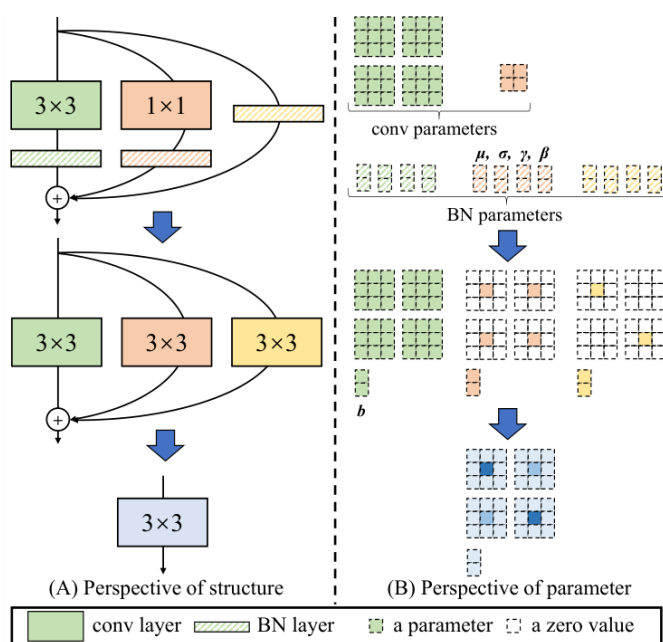 3×3
1×1
conv parameters
μ, σ, γ, β
BN parameters
3×3
3×3
3×3
b
3×3
(A) Perspective of structure
(B) Perspective of parameter
conv layer
BN layer
a parameter
a zero value